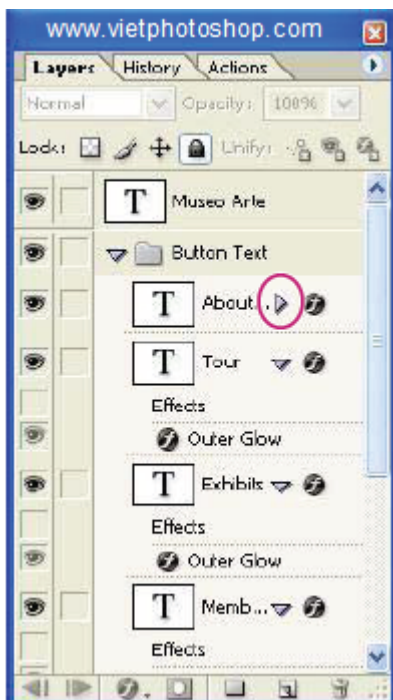 www.vietphotoshop.com
Layers History Actions
Normal Opacity: 100%
Lock: Unify:
T Museo Arte
Button Text
T About...
T Tour
Effects
Outer Glow
T Exhibits
Effects
Outer Glow
T Memb...
Effects